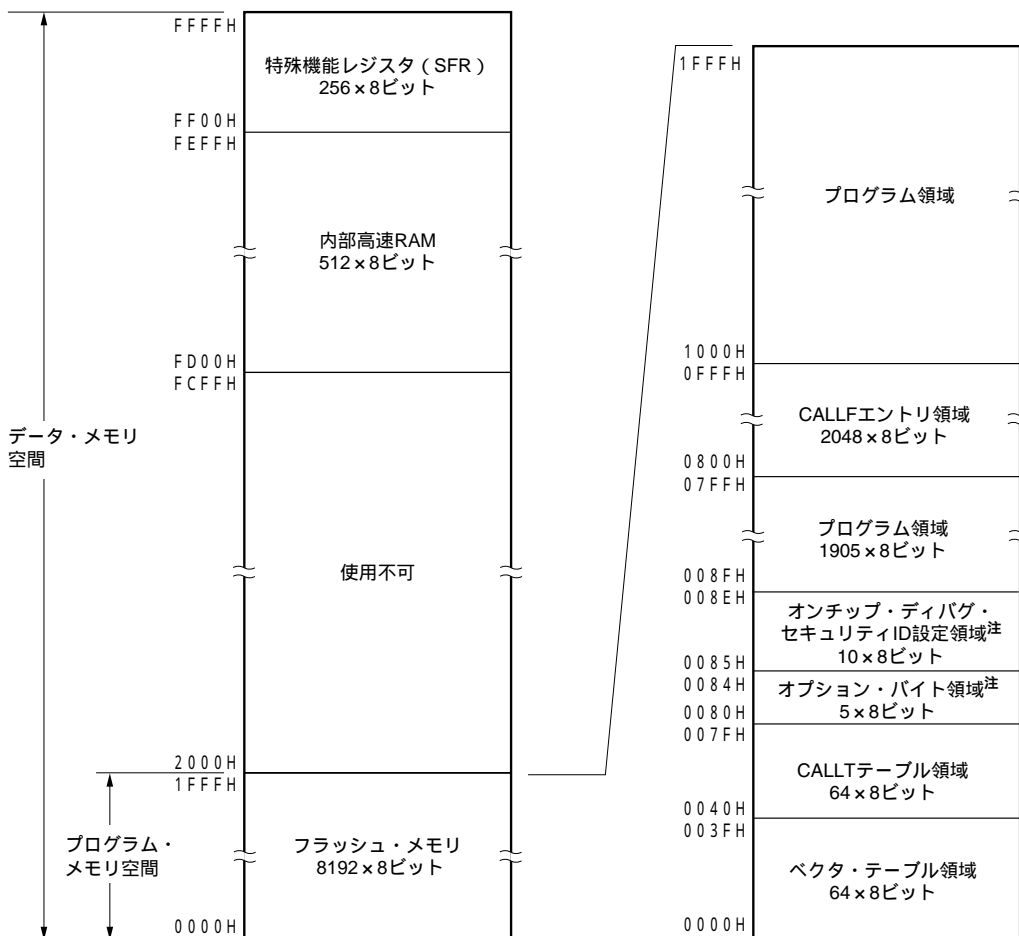 FFFFH
特殊機能レジスタ（SFR）
256×8ビット
FF00H
FEFFH
内部高速RAM
512×8ビット
FD00H
FCFFH
データ・メモリ
空間
使用不可
2000H
1FFFH
プログラム・
メモリ空間
フラッシュ・メモリ
8192×8ビット
0000H
1FFFH
プログラム領域
1000H
0FFFH
CALLFエントリ領域
2048×8ビット
0800H
07FFH
プログラム領域
1905×8ビット
008FH
008EH
オンチップ・ディバグ・
セキュリティID設定領域注
10×8ビット
0085H
0084H
オプション・バイト領域注
5×8ビット
0080H
007FH
CALLTテーブル領域
64×8ビット
0040H
003FH
ベクタ・テーブル領域
64×8ビット
0000H